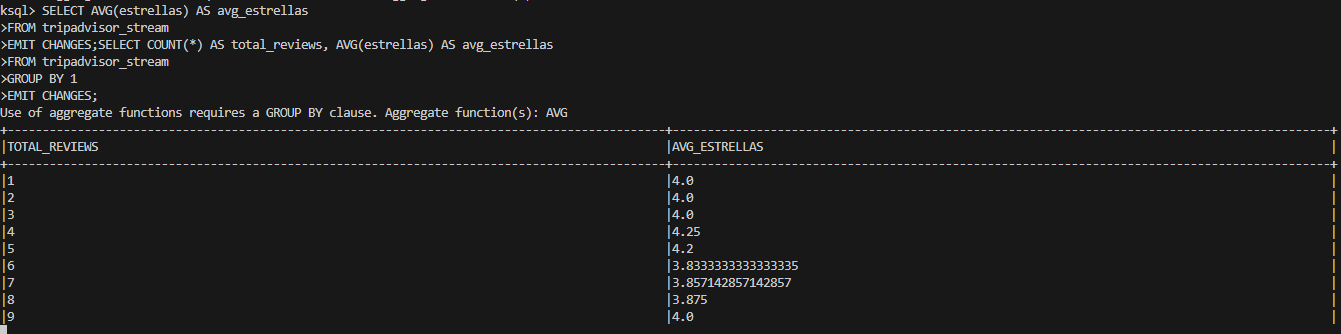 ksql> SELECT AVG(estrellas) AS avg_estrellas
>FROM tripadvisor_stream
>EMIT CHANGES;SELECT COUNT(*) AS total_reviews, AVG(estrellas) AS avg_estrellas
>FROM tripadvisor_stream
>GROUP BY 1
>EMIT CHANGES;
Use of aggregate functions requires a GROUP BY clause. Aggregate function(s): AVG
|TOTAL_REVIEWS |AVG_ESTRELLAS |
|1 |4.0 |
|2 |4.0 |
|3 |4.0 |
|4 |4.25 |
|5 |4.2 |
|6 |3.8333333333333335 |
|7 |3.857142857142857 |
|8 |3.875 |
|9 |4.0 |